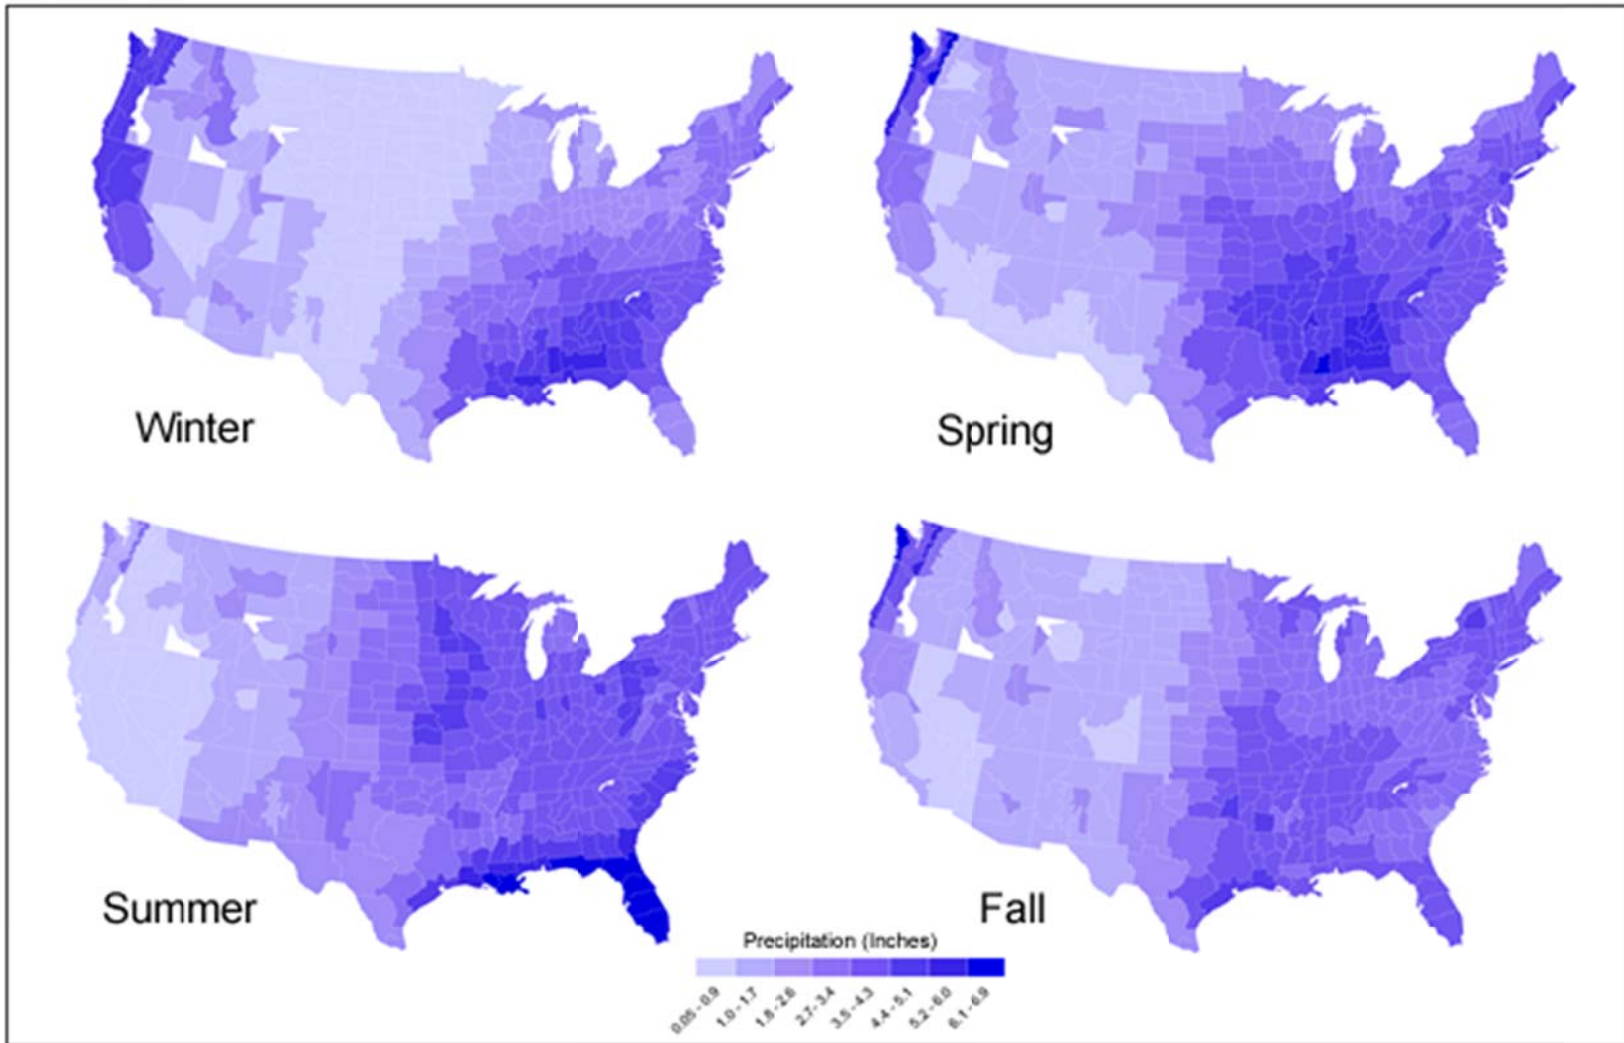 Winter
Spring
Summer
Fall
Precipitation (Inches)
0.05 - 0.9
1.0 - 1.7
1.8 - 2.6
2.7 - 3.4
3.5 - 4.3
4.4 - 5.1
5.2 - 6.0
6.1 - 6.9